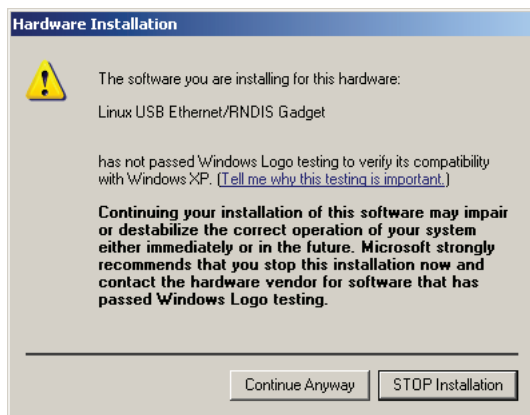 Hardware Installation
The software you are installing for this hardware:
Linux USB Ethernet/RNDIS Gadget
has not passed Windows Logo testing to verify its compatibility
with Windows XP. (Tell me why this testing is important.)
Continuing your installation of this software may impair
or destabilize the correct operation of your system
either immediately or in the future. Microsoft strongly
recommends that you stop this installation now and
contact the hardware vendor for software that has
passed Windows Logo testing.
Continue Anyway
STOP Installation